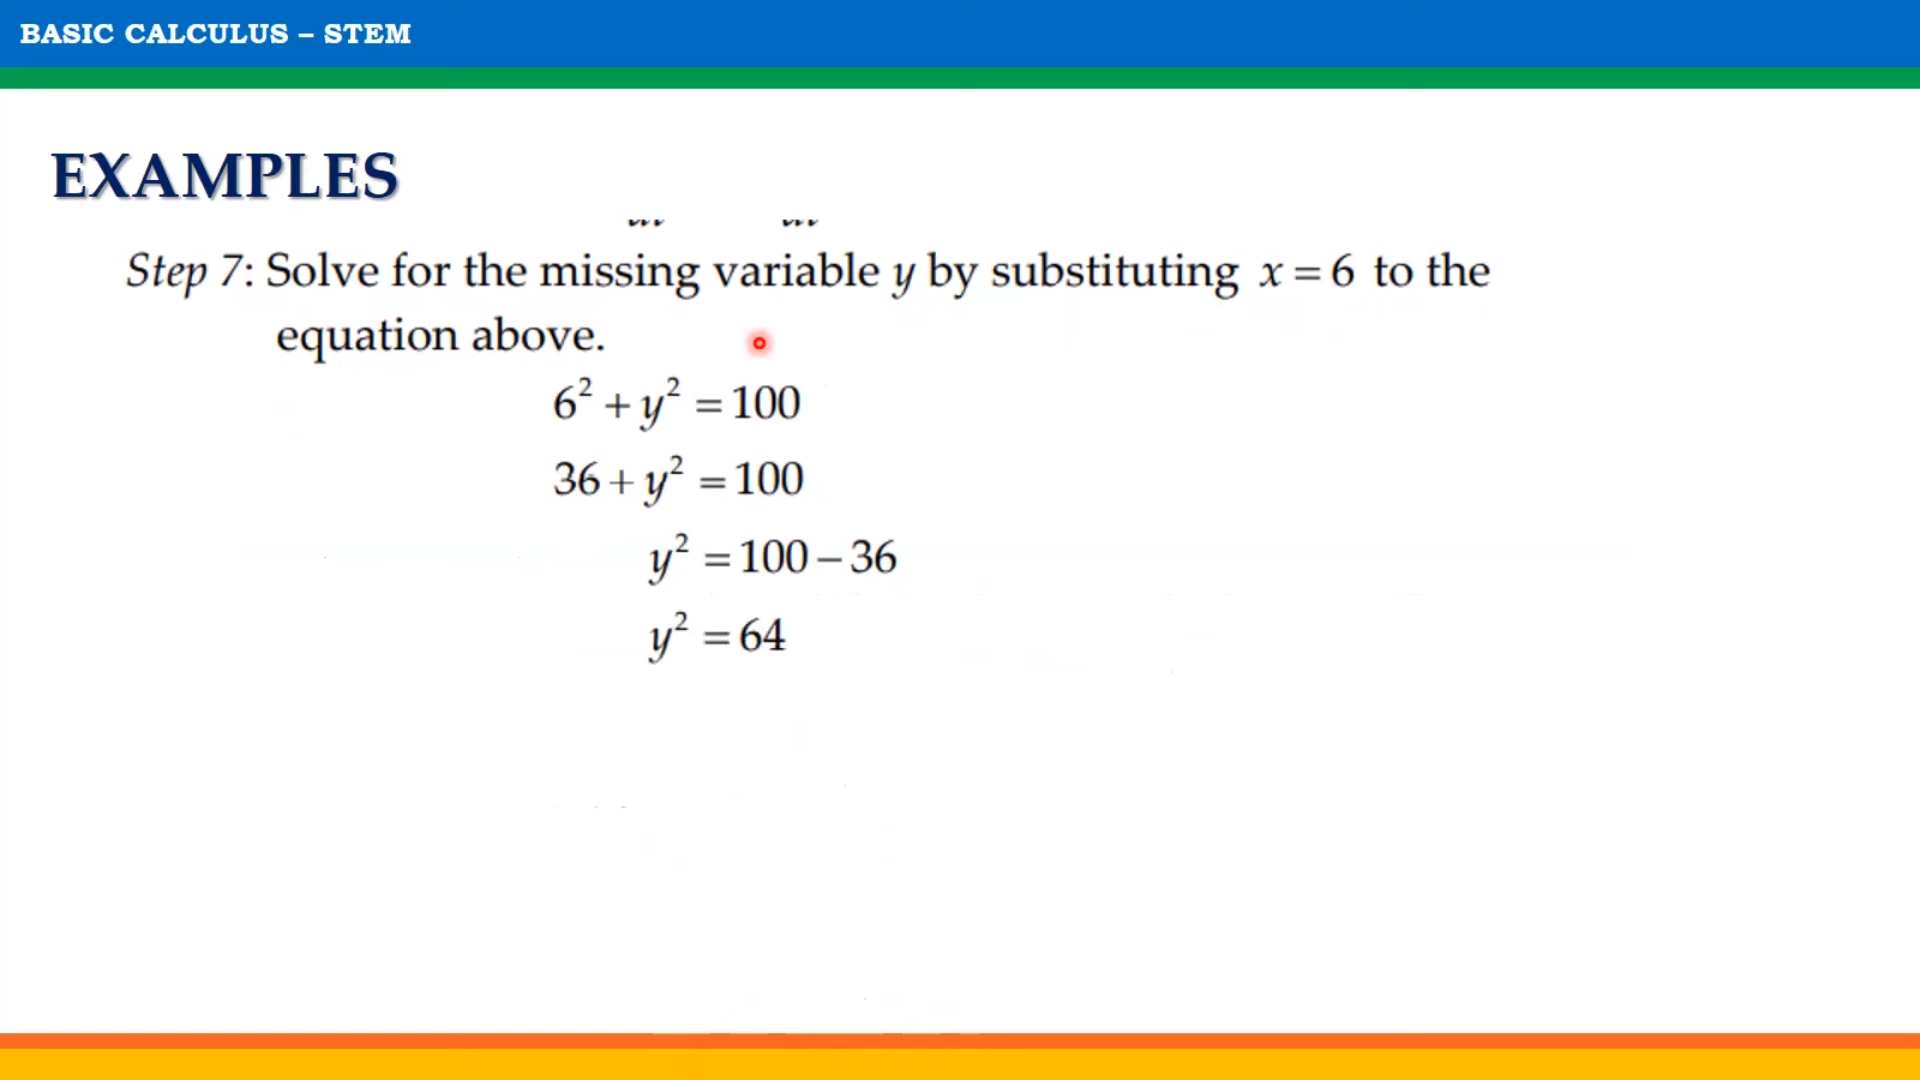 BASIC CALCULUS – STEM
EXAMPLES
Step 7: Solve for the missing variable y by substituting x = 6 to the
equation above.
6² + y² = 100
36 + y² = 100
y² = 100 – 36
y² = 64